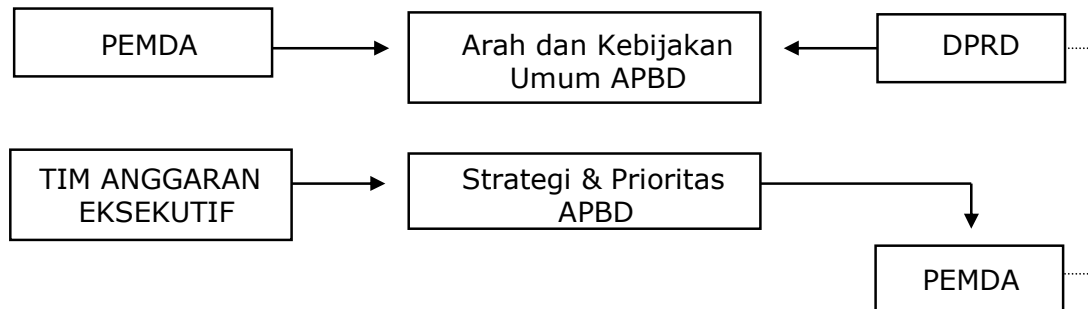 PEMDA
Arah dan Kebijakan
Umum APBD
DPRD
TIM ANGGARAN
EKSEKUTIF
Strategi & Prioritas
APBD
PEMDA